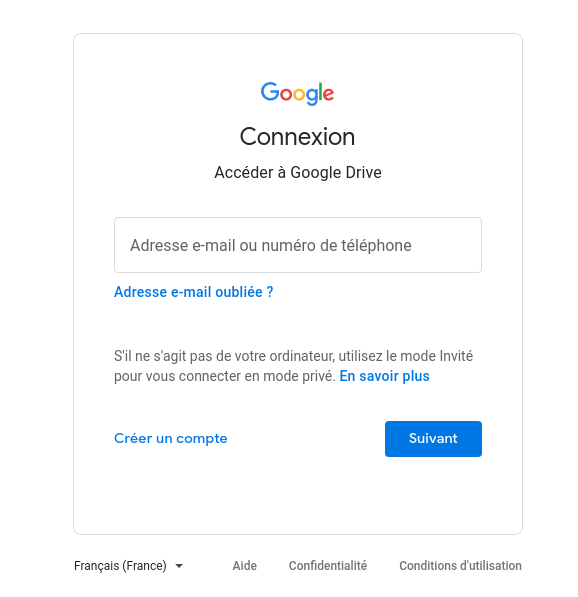 Google
Connexion
Accéder à Google Drive
Adresse e-mail ou numéro de téléphone
Adresse e-mail oubliée ?
S'il ne s'agit pas de votre ordinateur, utilisez le mode Invité
pour vous connecter en mode privé. En savoir plus
Créer un compte Suivant
Français (France) Aide Confidentialité Conditions d'utilisation